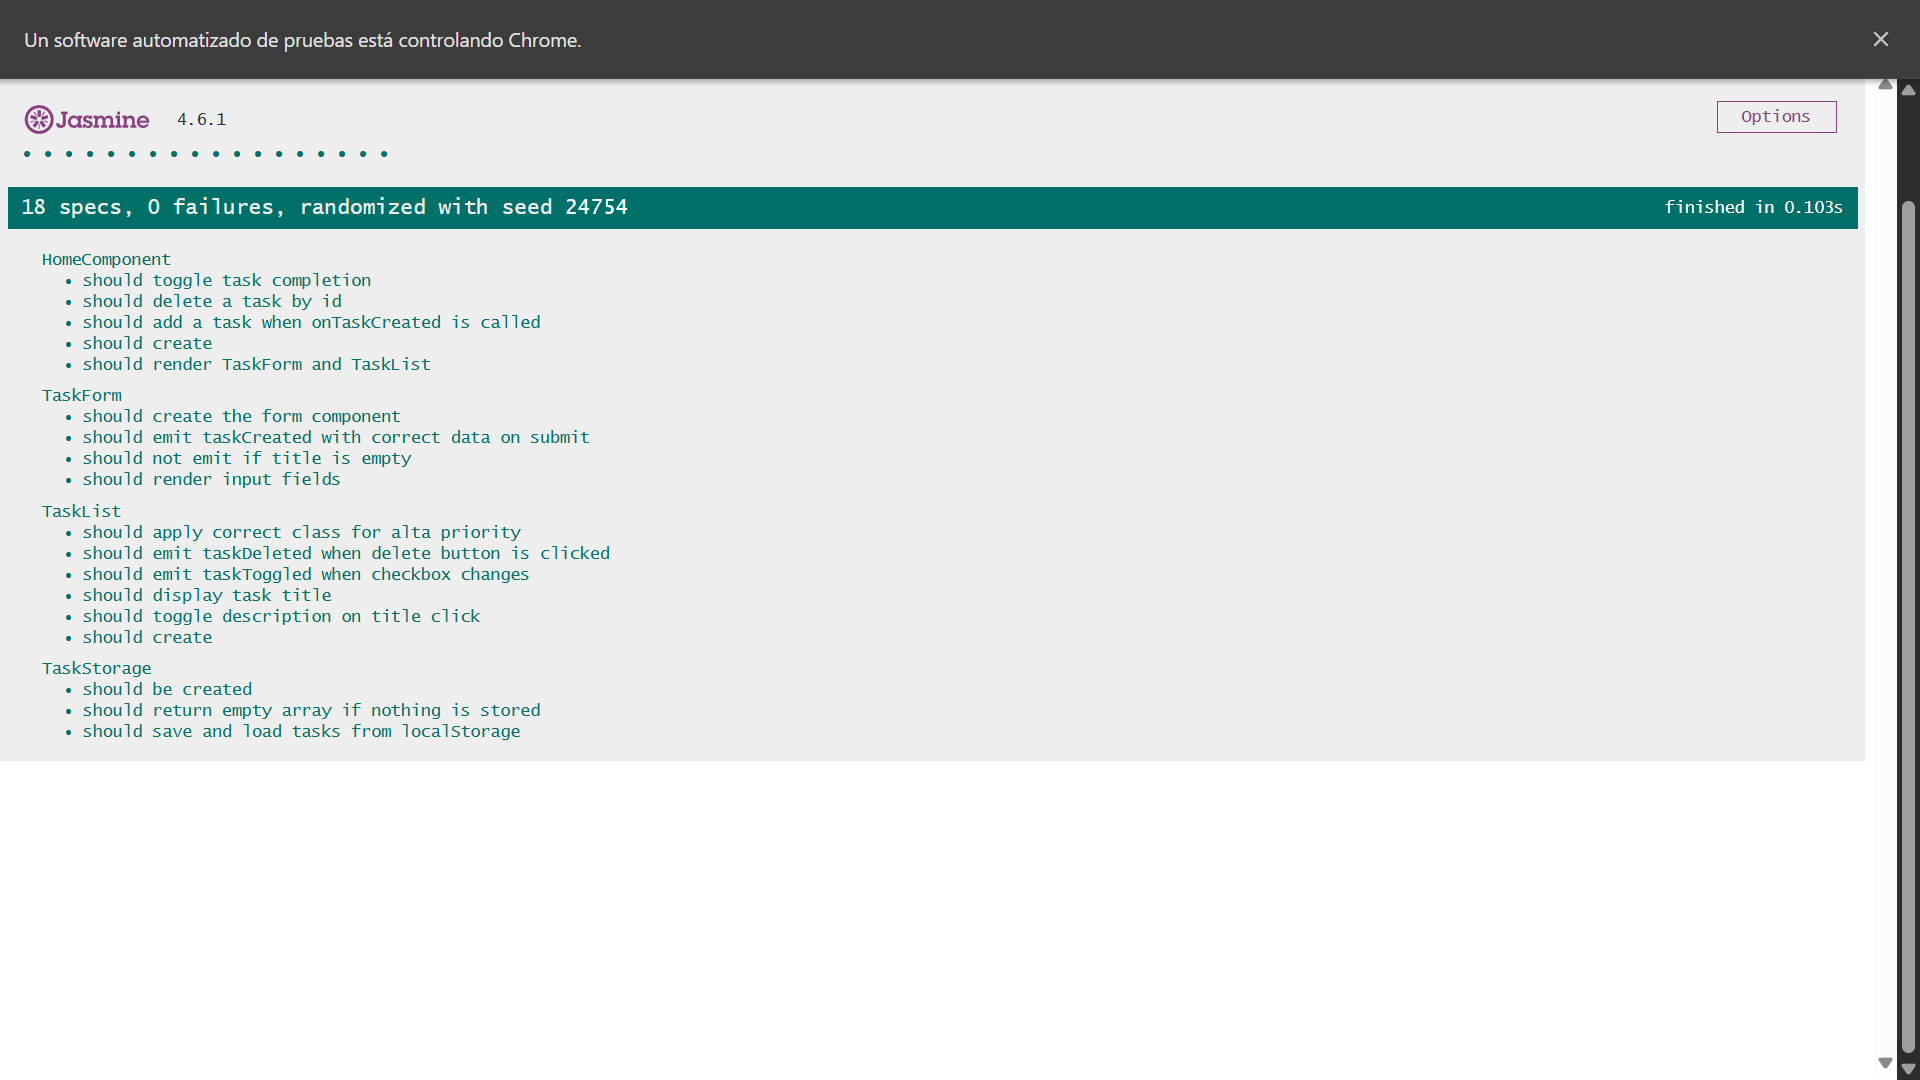 Un software automatizado de pruebas está controlando Chrome.
Jasmine 4.6.1 Options
18 specs, 0 failures, randomized with seed 24754 finished in 0.103s
HomeComponent
• should toggle task completion
• should delete a task by id
• should add a task when onTaskCreated is called
• should create
• should render TaskForm and TaskList
TaskForm
• should create the form component
• should emit taskCreated with correct data on submit
• should not emit if title is empty
• should render input fields
TaskList
• should apply correct class for alta priority
• should emit taskDeleted when delete button is clicked
• should emit taskToggled when checkbox changes
• should display task title
• should toggle description on title click
• should create
TaskStorage
• should be created
• should return empty array if nothing is stored
• should save and load tasks from localStorage